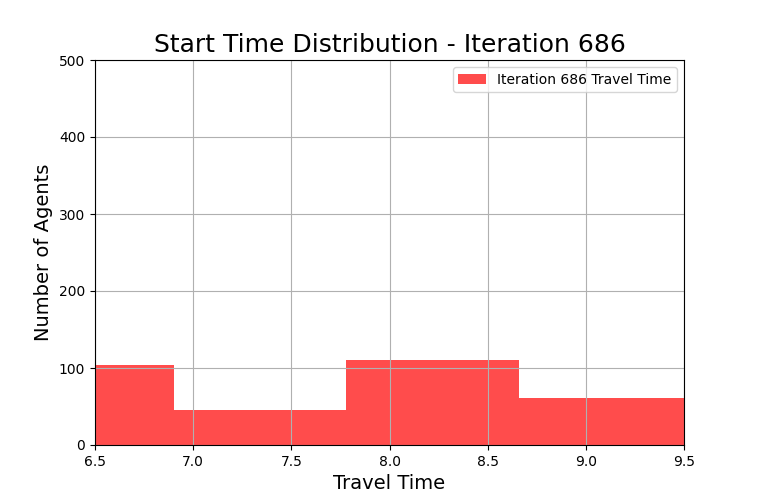 Start Time Distribution - Iteration 686
500
400
300
200
100
0
Number of Agents
Iteration 686 Travel Time
6.5 7.0 7.5 8.0 8.5 9.0 9.5
Travel Time